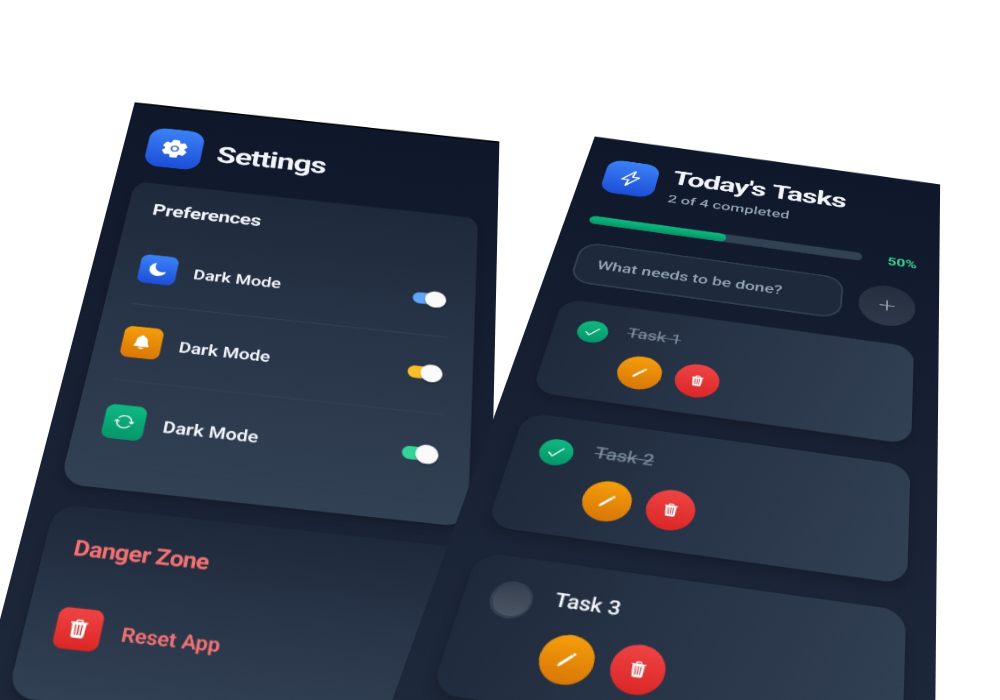 Settings
Preferences
Dark Mode
Dark Mode
Dark Mode
Danger Zone
Reset App
Today's Tasks
2 of 4 completed
50%
What needs to be done?
Task 1
Task 2
Task 3